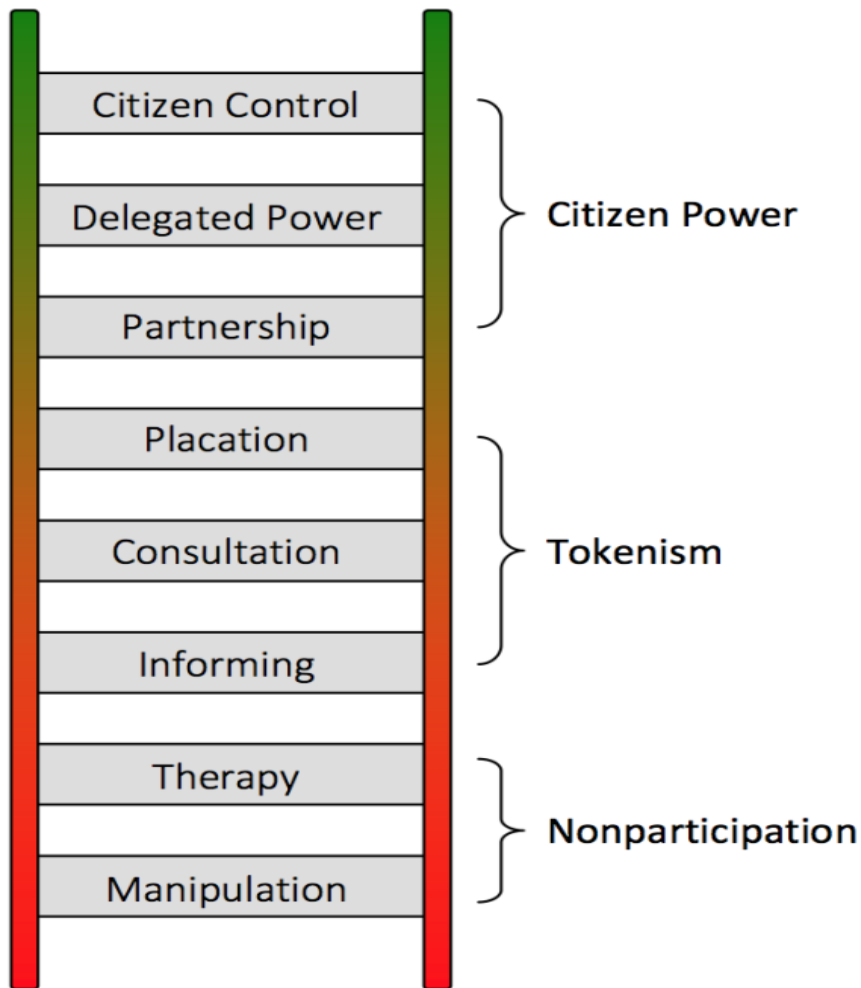 Citizen Control
Delegated Power
Citizen Power
Partnership
Placation
Consultation
Tokenism
Informing
Therapy
Nonparticipation
Manipulation